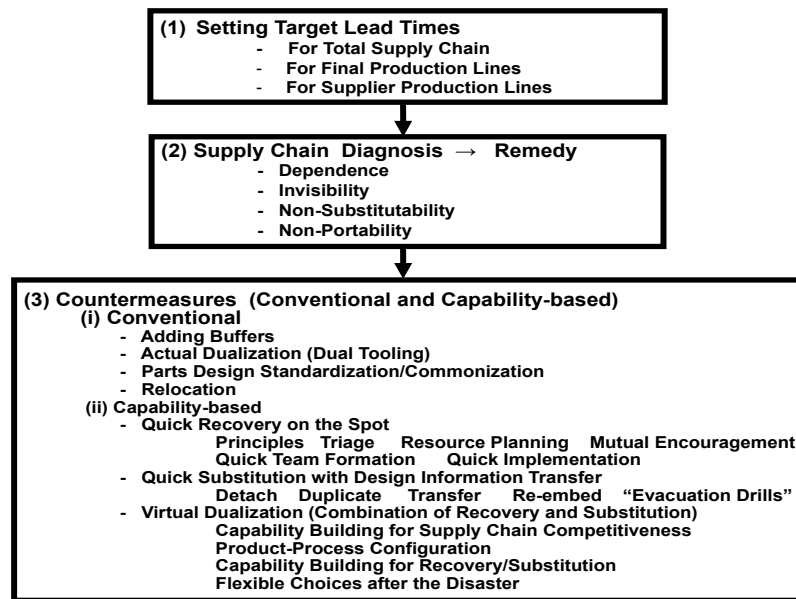 (1) Setting Target Lead Times
- For Total Supply Chain
- For Final Production Lines
- For Supplier Production Lines
(2) Supply Chain Diagnosis → Remedy
- Dependence
- Invisibility
- Non-Substitutability
- Non-Portability
(3) Countermeasures (Conventional and Capability-based)
(i) Conventional
- Adding Buffers
- Actual Dualization (Dual Tooling)
- Parts Design Standardization/Commonization
- Relocation
(ii) Capability-based
- Quick Recovery on the Spot
Principles Triage Resource Planning Mutual Encouragement
Quick Team Formation Quick Implementation
- Quick Substitution with Design Information Transfer
Detach Duplicate Transfer Re-embed “Evacuation Drills”
- Virtual Dualization (Combination of Recovery and Substitution)
Capability Building for Supply Chain Competitiveness
Product-Process Configuration
Capability Building for Recovery/Substitution
Flexible Choices after the Disaster